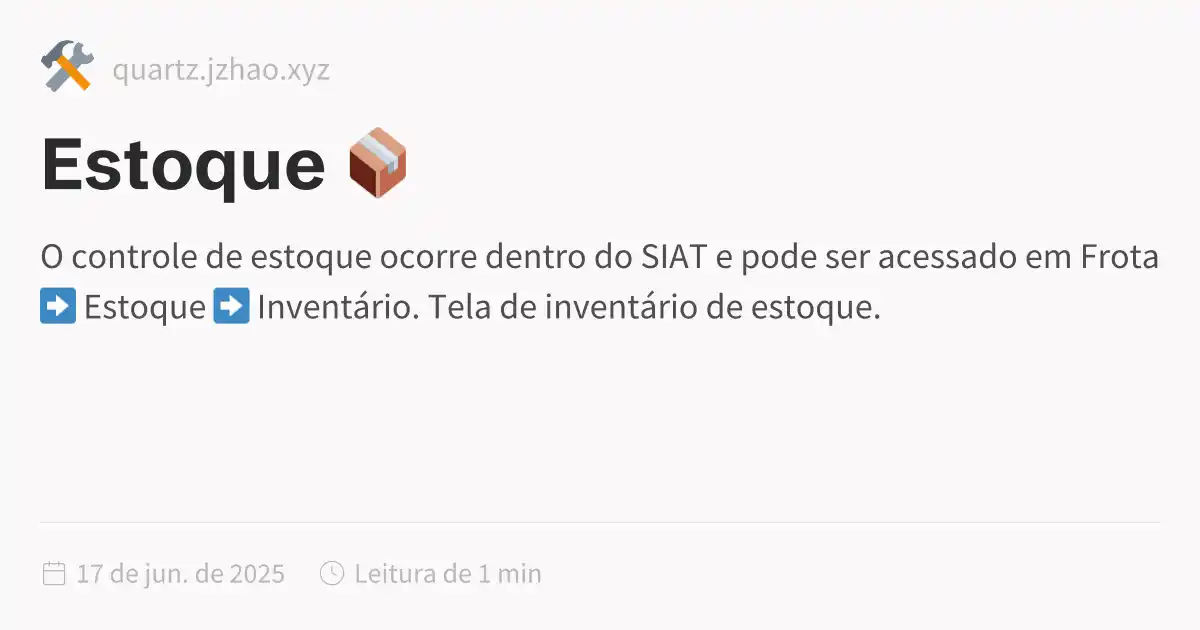 quartz.jzhao.xyz
Estoque 📦
O controle de estoque ocorre dentro do SIAT e pode ser acessado em Frota
➡️ Estoque ➡️ Inventário. Tela de inventário de estoque.
17 de jun. de 2025 Leitura de 1 min